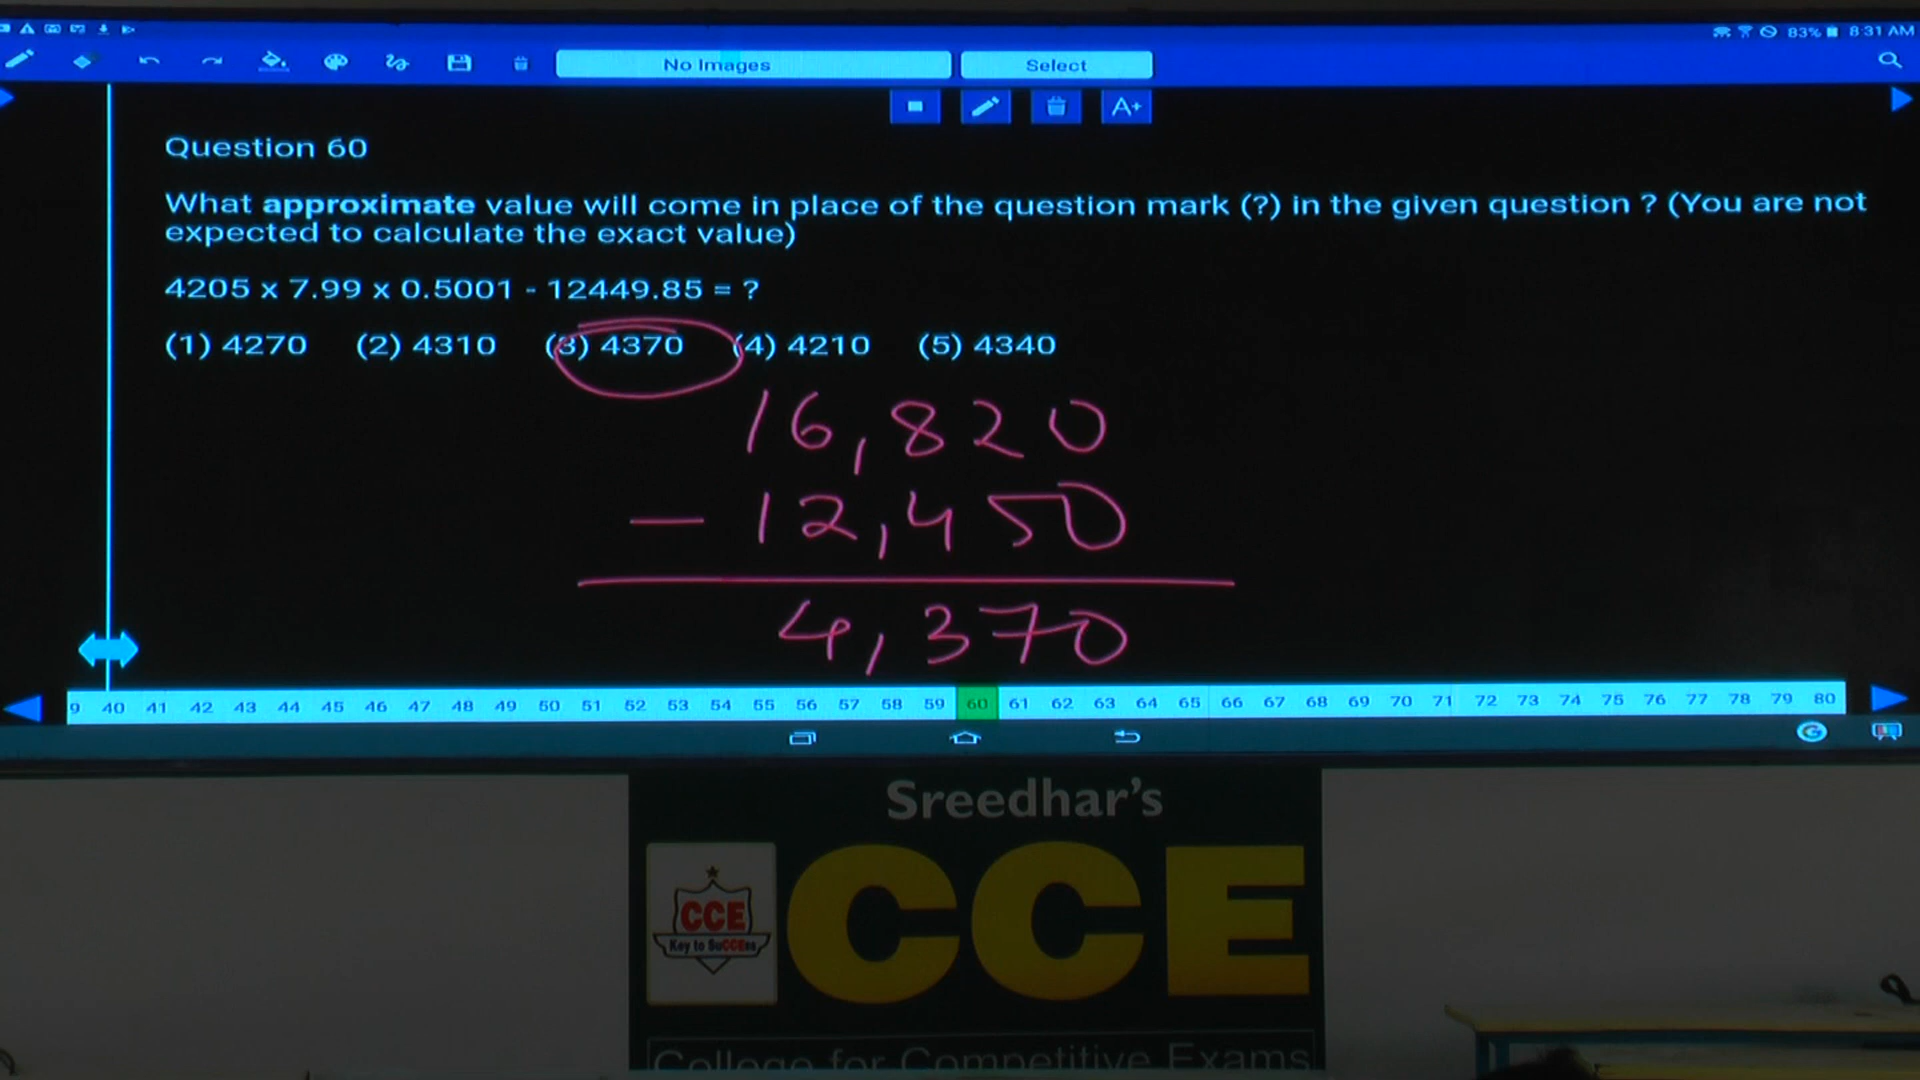 83% 8:31 AM
No Images Select
A+
Question 60
What approximate value will come in place of the question mark (?) in the given question ? (You are not
expected to calculate the exact value)
4205 x 7.99 x 0.5001 - 12449.85 = ?
(1) 4270 (2) 4310 (3) 4370 (4) 4210 (5) 4340
16,820
- 12,450
4,370
9 40 41 42 43 44 45 46 47 48 49 50 51 52 53 54 55 56 57 58 59 60 61 62 63 64 65 66 67 68 69 70 71 72 73 74 75 76 77 78 79 80
G
Sreedhar's
CCE
CCE
Key to SuCCEss
College for Competitive Exams